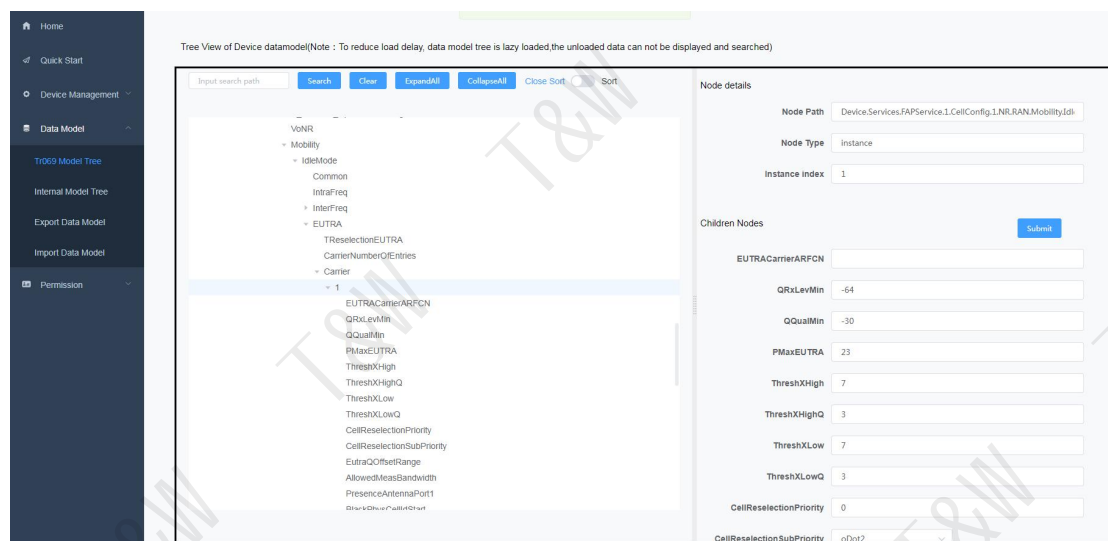 Home
Quick Start
Device Management
Data Model
Tr069 Model Tree
Internal Model Tree
Export Data Model
Import Data Model
Permission
Tree View of Device datamodel(Note : To reduce load delay, data model tree is lazy loaded,the unloaded data can not be displayed and searched)
Input search path Search Clear ExpandAll CollapseAll Close Sort Sort
VoNR
Mobility
IdleMode
Common
IntraFreq
InterFreq
EUTRA
TReselectionEUTRA
CarrierNumberOfEntries
Carrier
1
EUTRACarrierARFCN
QRxLevMin
QQualMin
PMaxEUTRA
ThreshXHigh
ThreshXHighQ
ThreshXLow
ThreshXLowQ
CellReselectionPriority
CellReselectionSubPriority
EutraQOffsetRange
AllowedMeasBandwidth
PresenceAntennaPort1
BlackPhysCellIdStart
Node details
Node Path Device.Services.FAPService.1.CellConfig.1.NR.RAN.Mobility.Idl
Node Type instance
Instance index 1
Children Nodes Submit
EUTRACarrierARFCN
QRxLevMin -64
QQualMin -30
PMaxEUTRA 23
ThreshXHigh 7
ThreshXHighQ 3
ThreshXLow 7
ThreshXLowQ 3
CellReselectionPriority 0
CellReselectionSubPriority oDot2
T&W
T&W
T&W
T&W